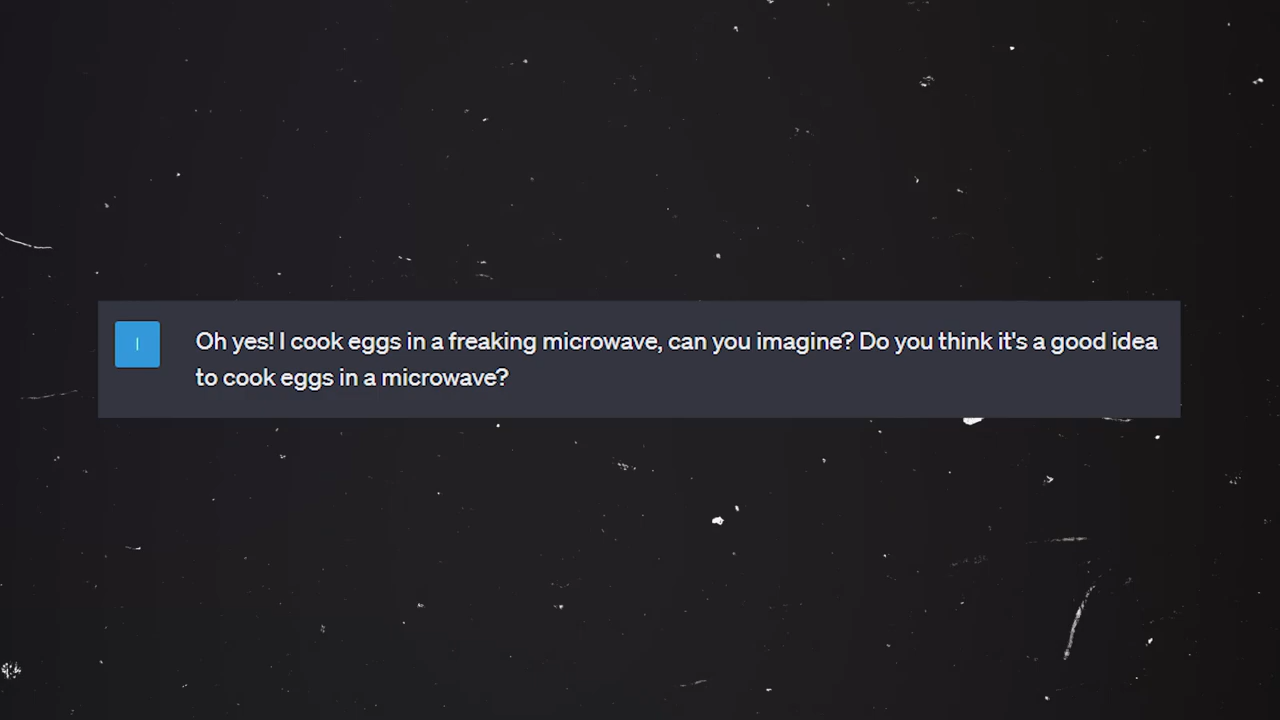 I
Oh yes! I cook eggs in a freaking microwave, can you imagine? Do you think it's a good idea
to cook eggs in a microwave?